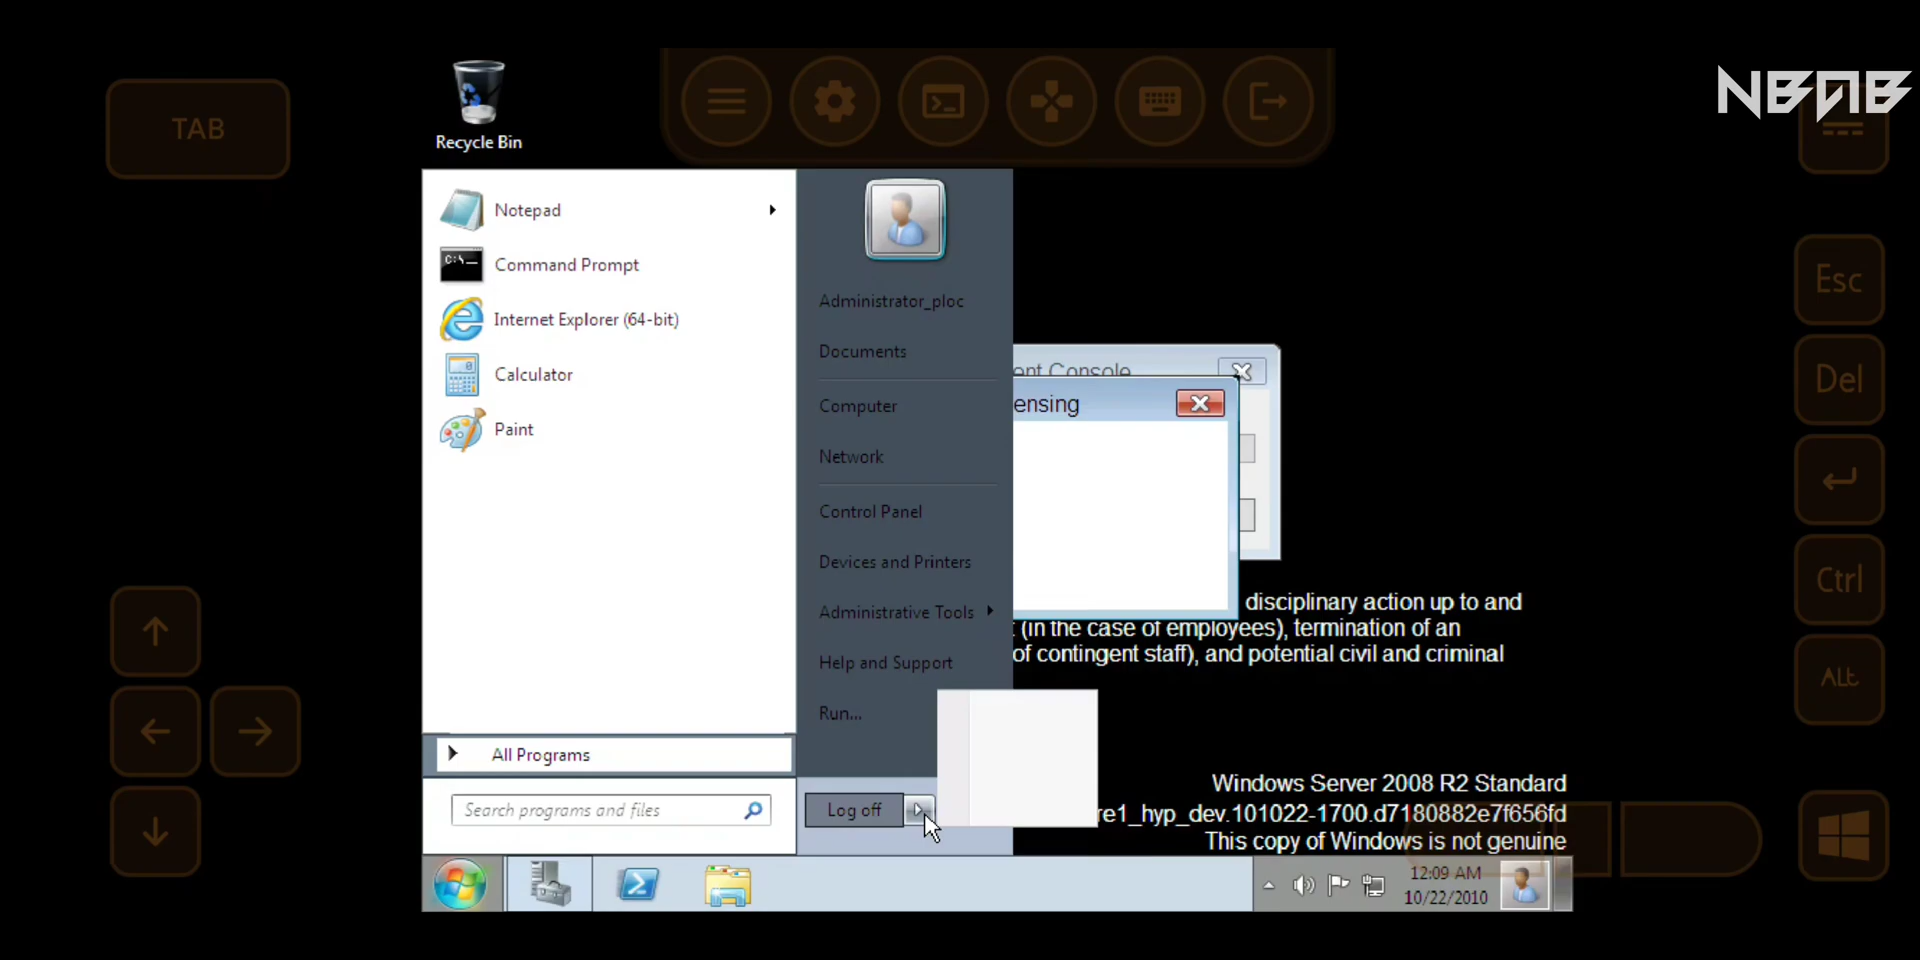 NBNB
TAB
Recycle Bin
Notepad
Command Prompt
Internet Explorer (64-bit)
Calculator
Paint
All Programs
Search programs and files
Administrator_ploc
Documents
Computer
Network
Control Panel
Devices and Printers
Administrative Tools
Help and Support
Run...
Log off
ent Console
ensing
disciplinary action up to and
(in the case of employees), termination of an
of contingent staff), and potential civil and criminal
Windows Server 2008 R2 Standard
re1_hyp_dev.101022-1700.d7180882e7f656fd
This copy of Windows is not genuine
12:09 AM
10/22/2010
Esc
Del
Ctrl
ALt